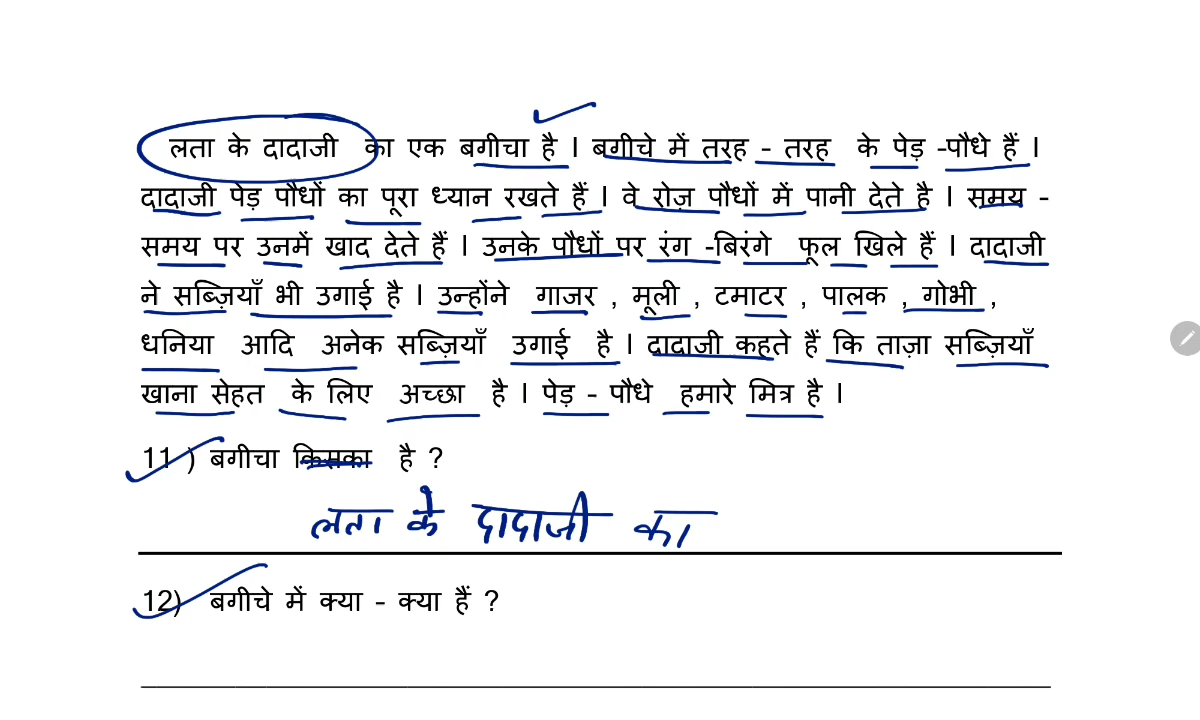 लता के दादाजी का एक बगीचा है । बगीचे में तरह - तरह के पेड़ -पौधे हैं ।
दादाजी पेड़ पौधों का पूरा ध्यान रखते हैं । वे रोज़ पौधों में पानी देते है । समय -
समय पर उनमें खाद देते हैं । उनके पौधों पर रंग -बिरंगे फूल खिले हैं । दादाजी
ने सब्ज़ियाँ भी उगाई है । उन्होंने गाजर , मूली , टमाटर , पालक , गोभी ,
धनिया आदि अनेक सब्ज़ियाँ उगाई है । दादाजी कहते हैं कि ताज़ा सब्ज़ियाँ
खाना सेहत के लिए अच्छा है । पेड़ - पौधे हमारे मित्र है ।
11 ) बगीचा किसका है ?
लता के दादाजी का
12) बगीचे में क्या - क्या हैं ?